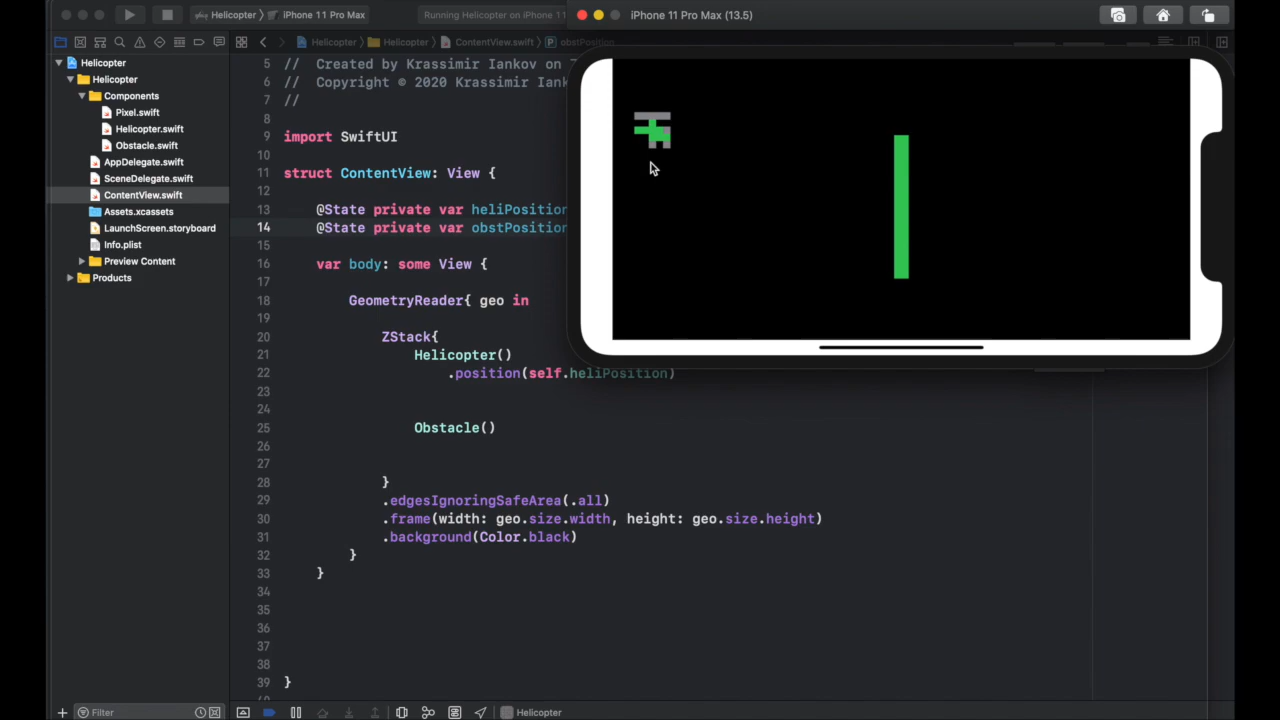 Helicopter
iPhone 11 Pro Max
Running Helicopter on iPhone 11
iPhone 11 Pro Max (13.5)
Helicopter
Helicopter
Components
Pixel.swift
Helicopter.swift
Obstacle.swift
AppDelegate.swift
SceneDelegate.swift
ContentView.swift
Assets.xcassets
LaunchScreen.storyboard
Info.plist
Preview Content
Products
Filter
Helicopter
Helicopter
ContentView.swift
P
obstPosition
5 // Created by Krassimir Iankov on
6 // Copyright © 2020 Krassimir Iank
7 //
8
9 import SwiftUI
10
11 struct ContentView: View {
12
13 @State private var heliPosition
14 @State private var obstPosition
15
16 var body: some View {
17
18 GeometryReader{ geo in
19
20 ZStack{
21 Helicopter()
22 .position(self.heliPosition)
23
24
25 Obstacle()
26
27
28 }
29 .edgesIgnoringSafeArea(.all)
30 .frame(width: geo.size.width, height: geo.size.height)
31 .background(Color.black)
32 }
33 }
34
35
36
37
38
39 }
Helicopter